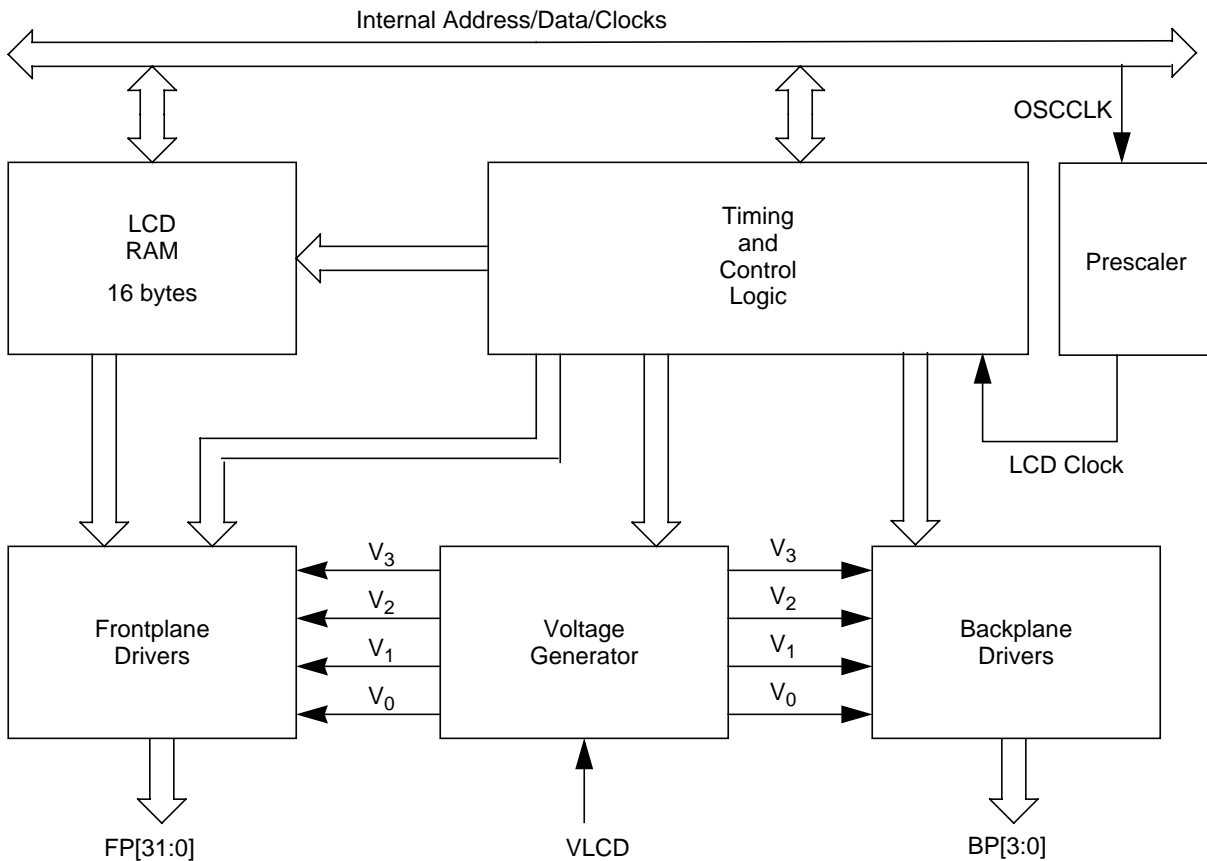 Internal Address/Data/Clocks
OSCCLK
LCD
RAM
16 bytes
Timing
and
Control
Logic
Prescaler
LCD Clock
V3
V2
V1
V0
V3
V2
V1
V0
Frontplane
Drivers
Voltage
Generator
Backplane
Drivers
FP[31:0]
VLCD
BP[3:0]